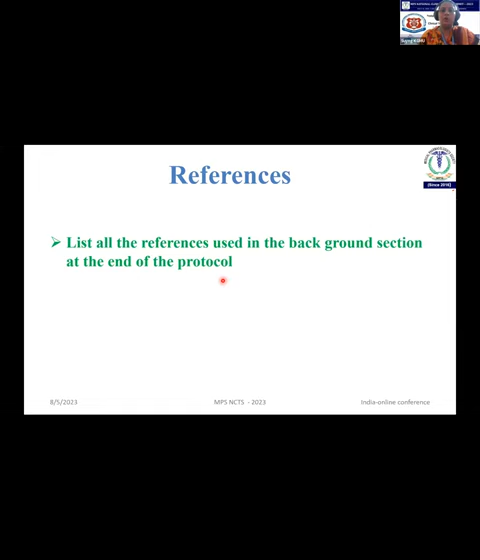 References
(Since 2016)
➢ List all the references used in the back ground section
at the end of the protocol
8/5/2023
MPS NCTS - 2023
India-online conference